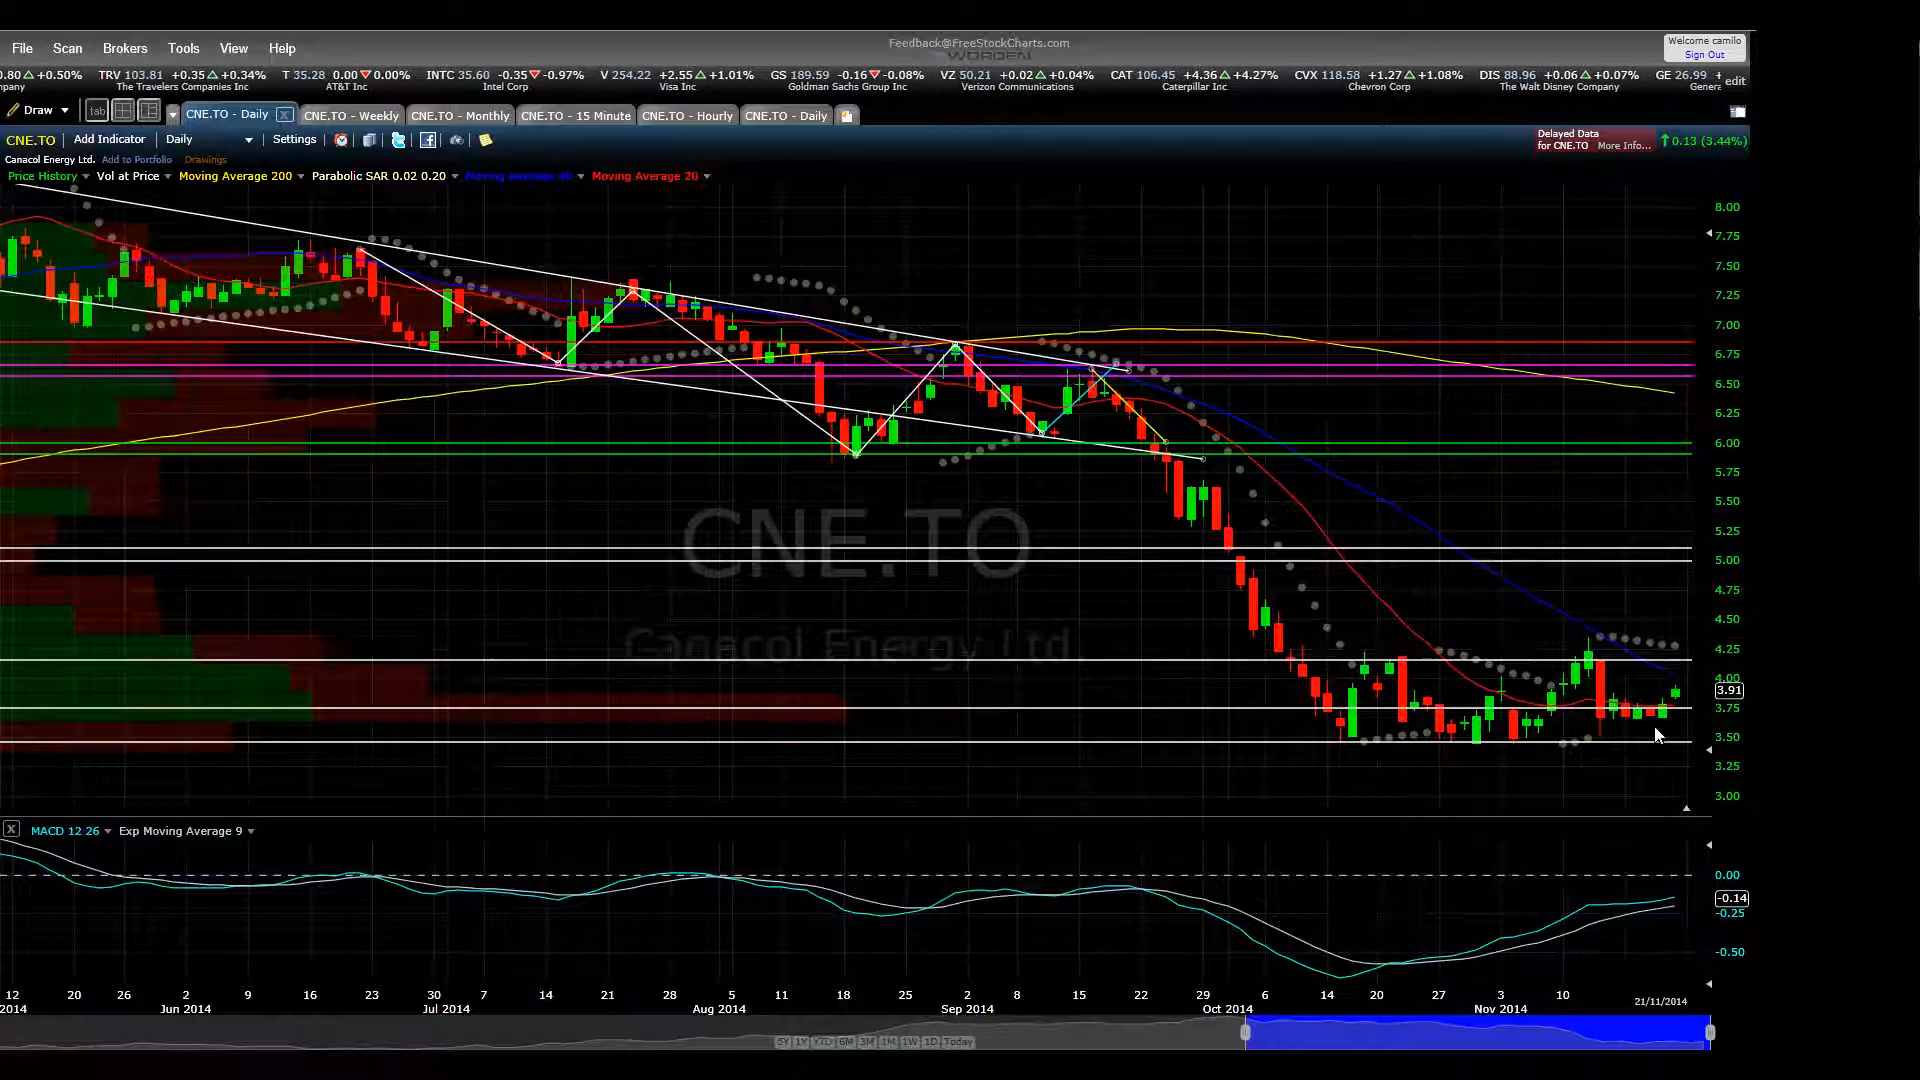 File Scan Brokers Tools View Help
Feedback@FreeStockCharts.com
WORDEN
Welcome camilo
Sign Out
0.80 +0.50% TRV 103.81 +0.35 +0.34% T 35.28 0.00 0.00% INTC 35.60 -0.35 -0.97% V 254.22 +2.55 +1.01% GS 189.59 -0.16 -0.08% VZ 50.21 +0.02 +0.04% CAT 106.45 +4.36 +4.27% CVX 118.58 +1.27 +1.08% DIS 88.96 +0.06 +0.07% GE 26.99 + edit
mpany The Travelers Companies Inc AT&T Inc Intel Corp Visa Inc Goldman Sachs Group Inc Verizon Communications Caterpillar Inc Chevron Corp The Walt Disney Company Genera
Draw tab CNE.TO - Daily X CNE.TO - Weekly CNE.TO - Monthly CNE.TO - 15 Minute CNE.TO - Hourly CNE.TO - Daily
CNE.TO Add Indicator Daily Settings
Delayed Data
for CNE.TO More Info...
0.13 (3.44%)
Canacol Energy Ltd. Add to Portfolio Drawings
Price History Vol at Price Moving Average 200 Parabolic SAR 0.02 0.20 Moving Average 40 Moving Average 20
8.00
7.75
7.50
7.25
7.00
6.75
6.50
6.25
6.00
5.75
5.50
5.25
5.00
4.75
4.50
4.25
4.00
3.91
3.75
3.50
3.25
3.00
CNE.TO
Canacol Energy Ltd.
X MACD 12 26 Exp Moving Average 9
0.00
-0.14
-0.25
-0.50
12 20 26 2 9 16 23 30 7 14 21 28 5 11 18 25 2 8 15 22 29 6 14 20 27 3 10
2014 Jun 2014 Jul 2014 Aug 2014 Sep 2014 Oct 2014 Nov 2014 21/11/2014
5Y 1Y YTD 6M 3M 1M 1W 1D Today